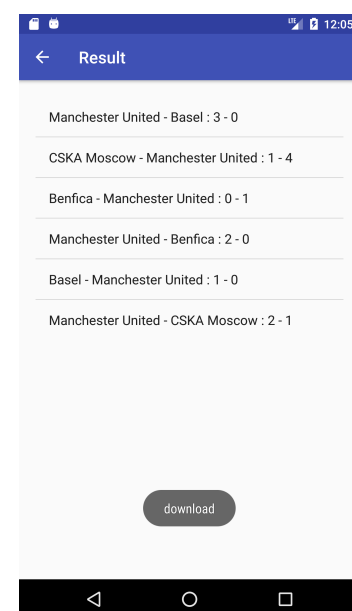 LTE 12:05
Result
Manchester United - Basel : 3 - 0
CSKA Moscow - Manchester United : 1 - 4
Benfica - Manchester United : 0 - 1
Manchester United - Benfica : 2 - 0
Basel - Manchester United : 1 - 0
Manchester United - CSKA Moscow : 2 - 1
download